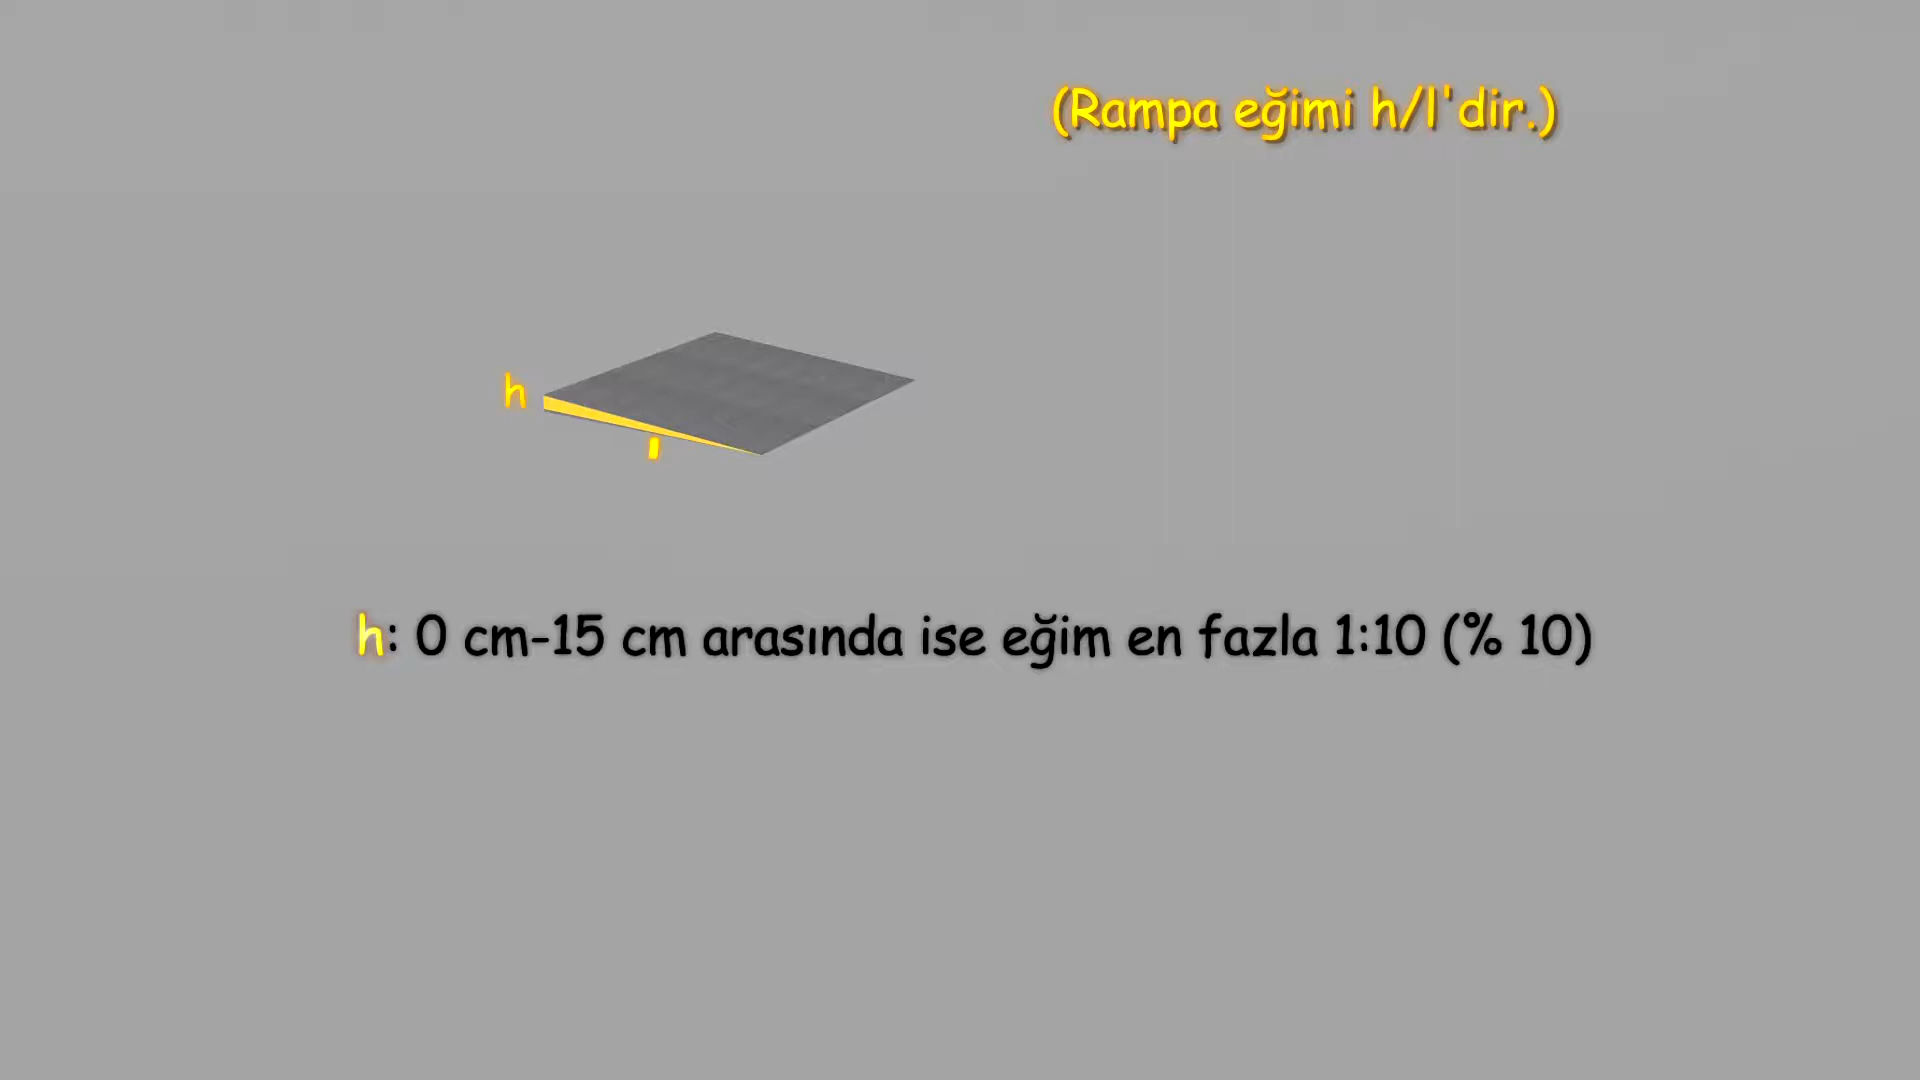 (Rampa eğimi h/l'dir.)
h
l
h: 0 cm-15 cm arasında ise eğim en fazla 1:10 (% 10)